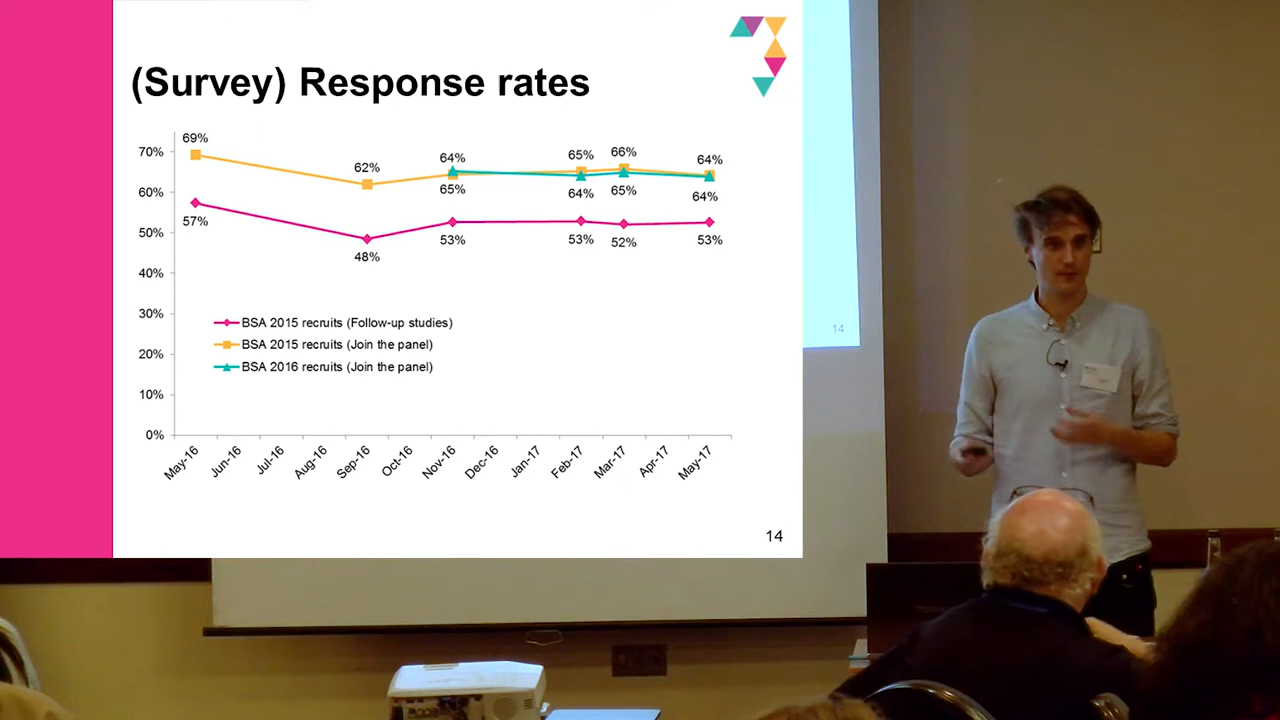 (Survey) Response rates
69%
62%
64%
65%
66%
64%
65%
64%
65%
64%
57%
48%
53%
53%
52%
53%
70%
60%
50%
40%
30%
20%
10%
0%
BSA 2015 recruits (Follow-up studies)
BSA 2015 recruits (Join the panel)
BSA 2016 recruits (Join the panel)
May-16
Jun-16
Jul-16
Aug-16
Sep-16
Oct-16
Nov-16
Dec-16
Jan-17
Feb-17
Mar-17
Apr-17
May-17
14
14